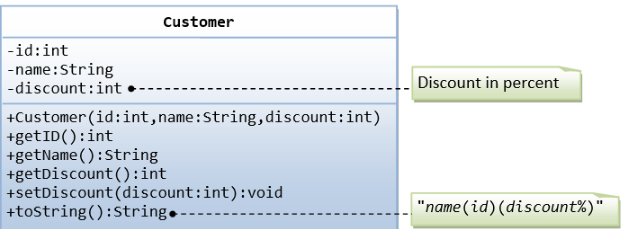 Customer
-id:int
-name:String
-discount:int
Discount in percent
+Customer(id:int,name:String,discount:int)
+getID():int
+getName():String
+getDiscount():int
+setDiscount(discount:int):void
+toString():String
"name(id)(discount%)"